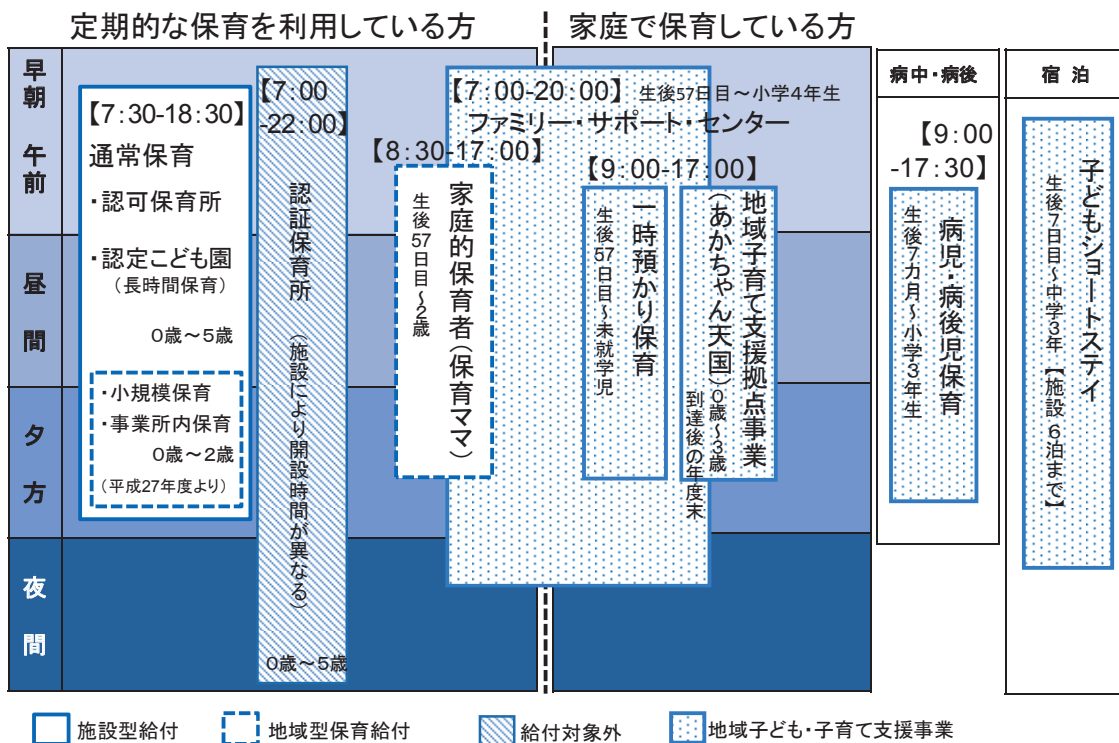 定期的な保育を利用している方
家庭で保育している方
早朝
午前
昼間
夕方
夜間
【7:30-18:30】
通常保育
・認可保育所
・認定こども園
（長時間保育）
0歳～5歳
・小規模保育
・事業所内保育
0歳～2歳
（平成27年度より）
【7:00
-22:00】
認証保育所
（施設により開設時間が異なる）
0歳～5歳
【8:30-17:00】
家庭的保育者（保育ママ）
生後57日目～2歳
【7:00-20:00】 生後57日目～小学4年生
ファミリー・サポート・センター
【9:00-17:00】
一時預かり保育
生後57日目～未就学児
地域子育て支援拠点事業
（あかちゃん天国）0歳～3歳
到達後の年度末
病中・病後
【9:00
-17:30】
病児・病後児保育
生後7カ月～小学3年生
宿泊
子どもショートステイ
生後7日目～中学3年【施設 6泊まで】
施設型給付
地域型保育給付
給付対象外
地域子ども・子育て支援事業